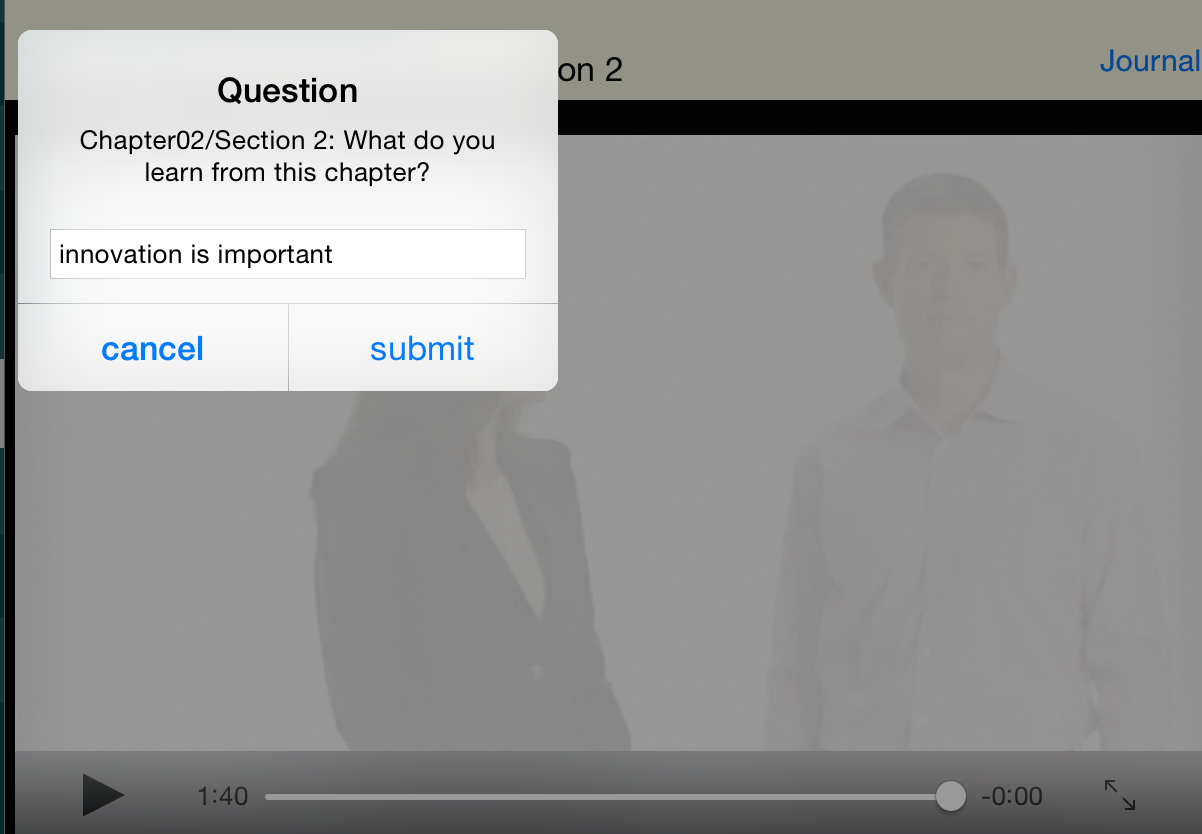 Question
Chapter02/Section 2: What do you
learn from this chapter?
innovation is important
cancel
submit
on 2
Journal
1:40
-0:00